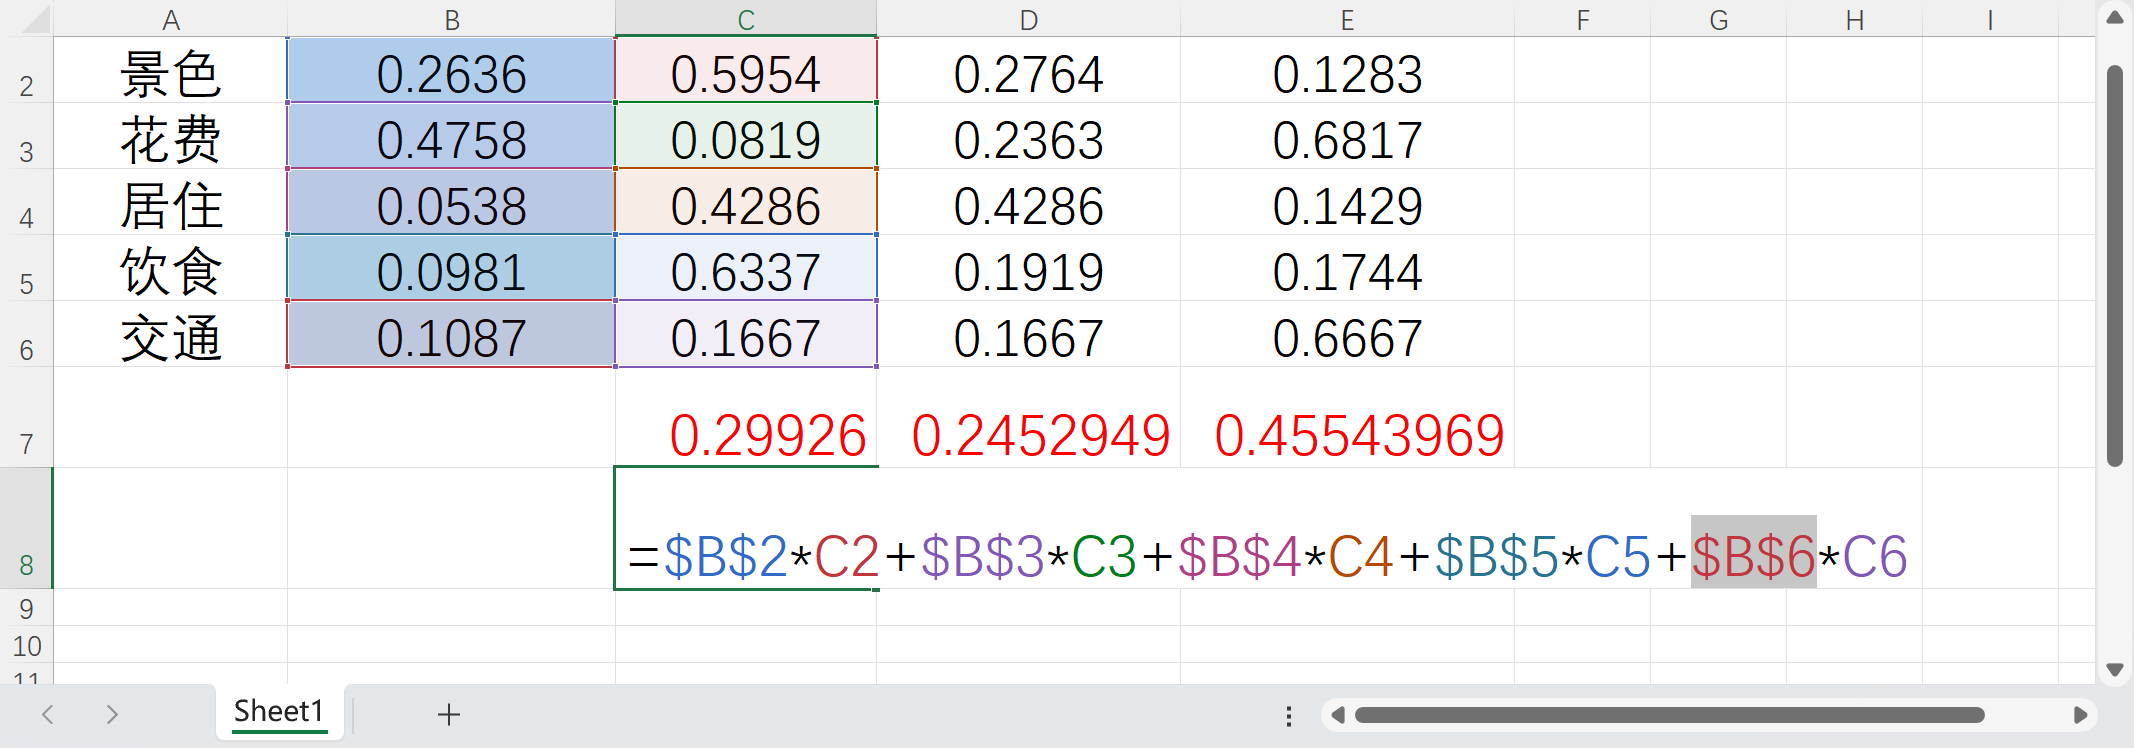 A B C D E F G H I
2 景色 0.2636 0.5954 0.2764 0.1283
3 花费 0.4758 0.0819 0.2363 0.6817
4 居住 0.0538 0.4286 0.4286 0.1429
5 饮食 0.0981 0.6337 0.1919 0.1744
6 交通 0.1087 0.1667 0.1667 0.6667
7 0.29926 0.2452949 0.45543969
8 =$B$2*C2+$B$3*C3+$B$4*C4+$B$5*C5+$B$6*C6
9
10
11
Sheet1